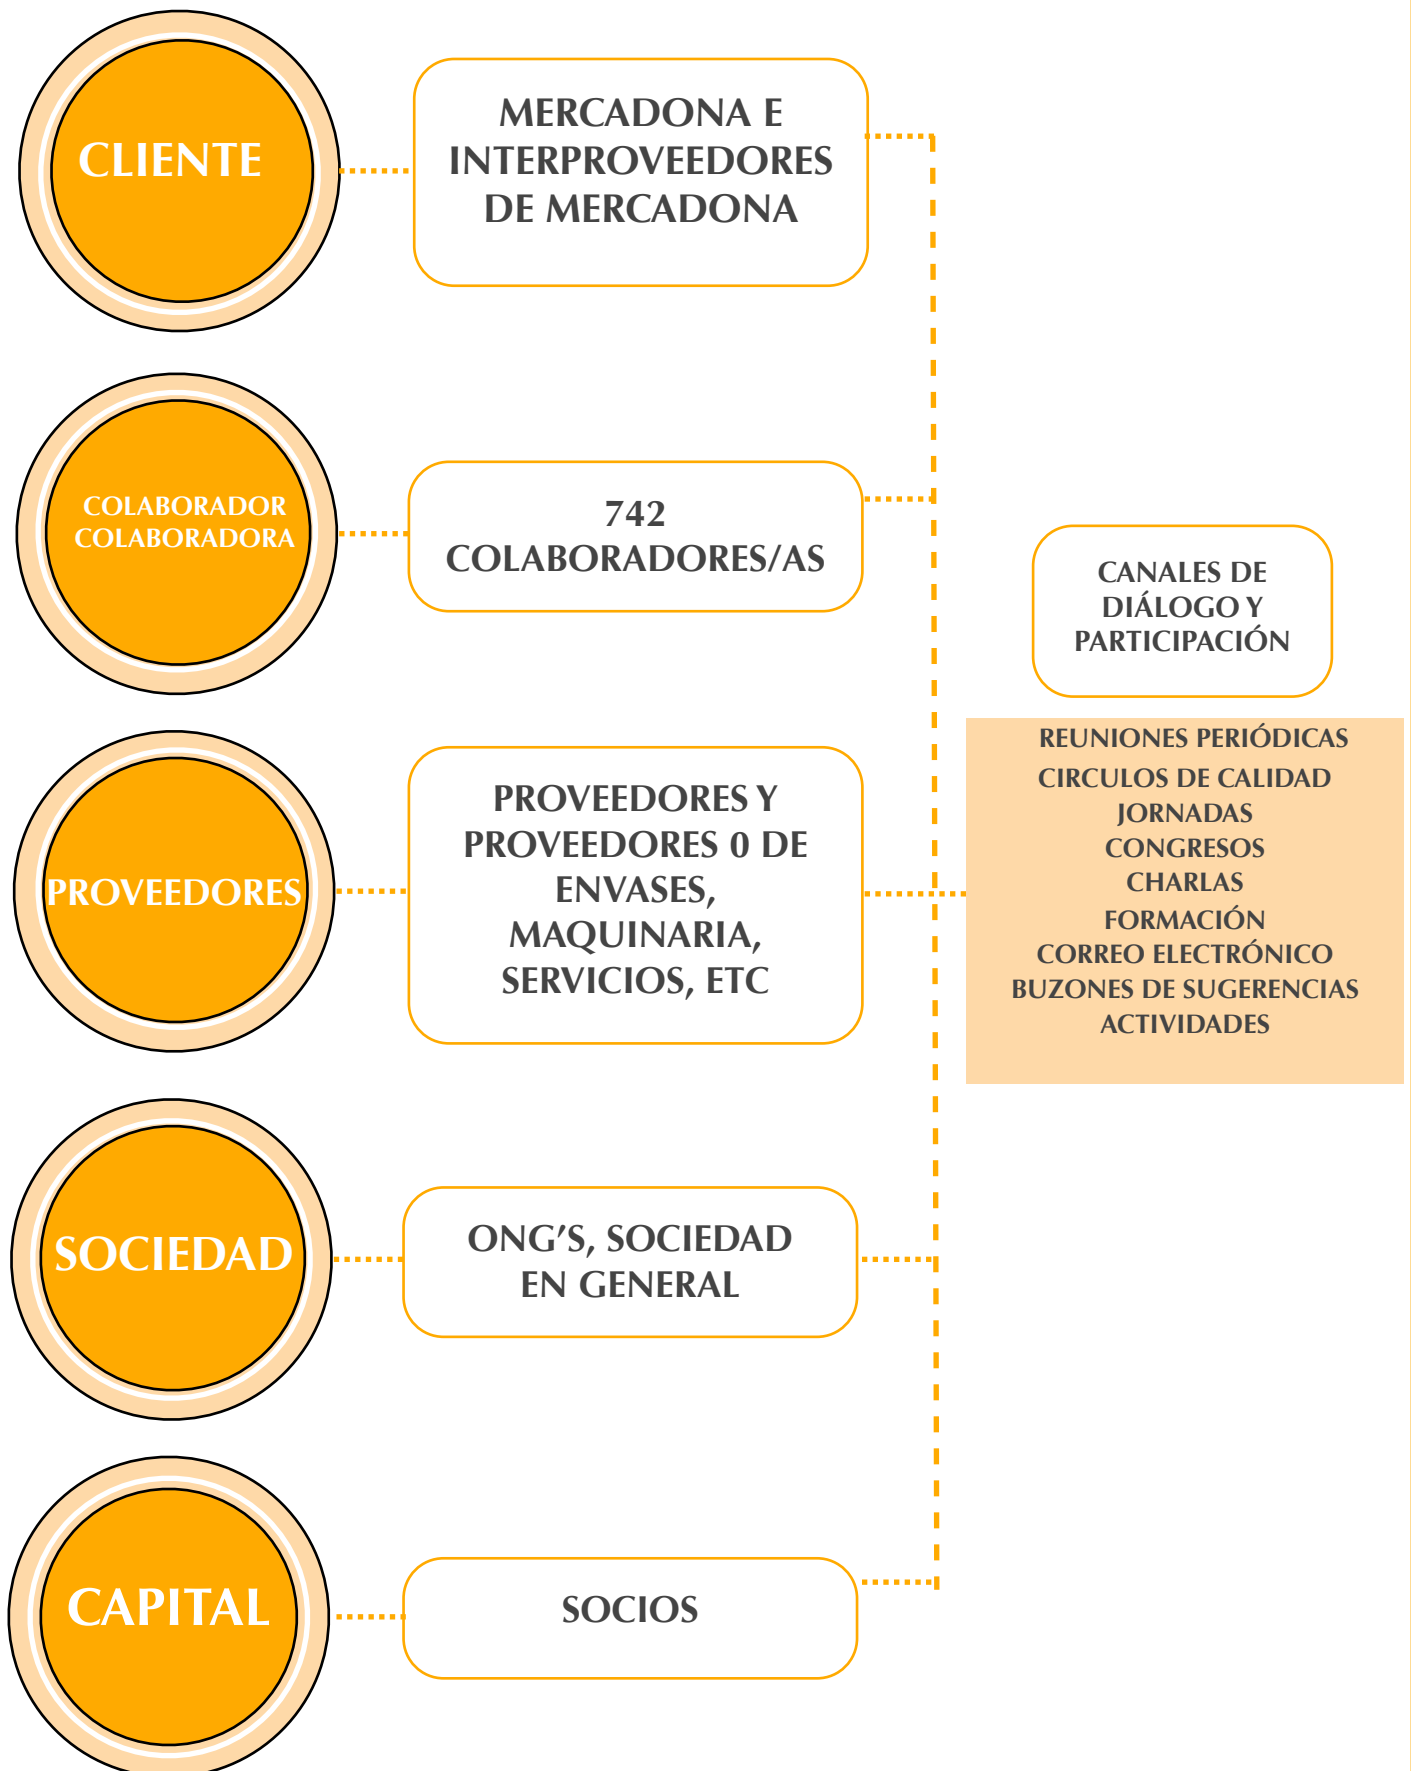 CLIENTE
MERCADONA E
INTERPROVEEDORES
DE MERCADONA
COLABORADOR
COLABORADORA
742
COLABORADORES/AS
CANALES DE
DIÁLOGO Y
PARTICIPACIÓN
REUNIONES PERIÓDICAS
CIRCULOS DE CALIDAD
JORNADAS
CONGRESOS
CHARLAS
FORMACIÓN
CORREO ELECTRÓNICO
BUZONES DE SUGERENCIAS
ACTIVIDADES
PROVEEDORES
PROVEEDORES Y
PROVEEDORES 0 DE
ENVASES,
MAQUINARIA,
SERVICIOS, ETC
SOCIEDAD
ONG’S, SOCIEDAD
EN GENERAL
CAPITAL
SOCIOS